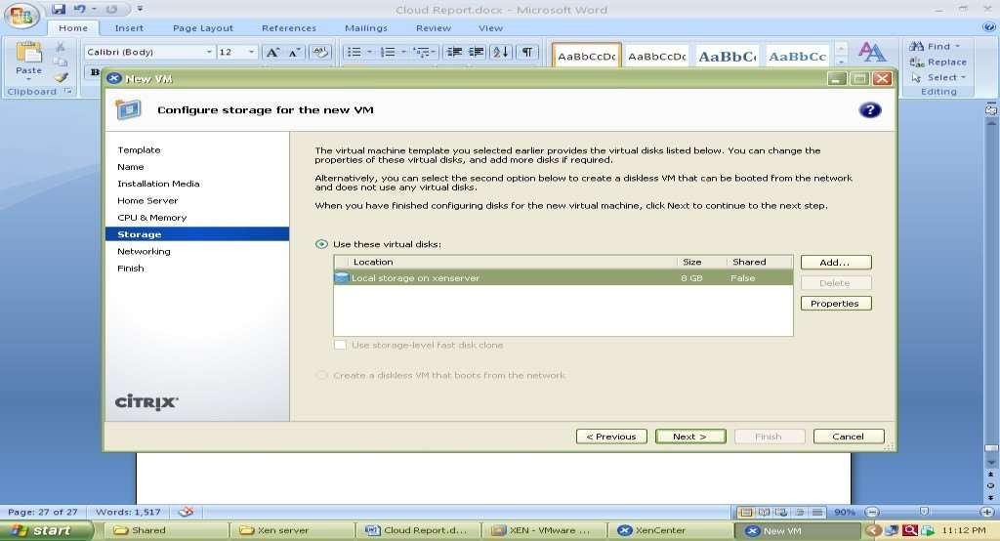 Cloud Report.docx - Microsoft Word
Home Insert Page Layout References Mailings Review View
Calibri (Body) 12 A A Aa
Paste
B
AaBbCcDc AaBbCcDc AaBbC AaBbCc
AA
Find
Replace
Select
Clipboard
Editing
New VM
Configure storage for the new VM
?
Template
Name
Installation Media
Home Server
CPU & Memory
Storage
Networking
Finish
CITRIX
The virtual machine template you selected earlier provides the virtual disks listed below. You can change the
properties of these virtual disks, and add more disks if required.
Alternatively, you can select the second option below to create a diskless VM that can be booted from the network
and does not use any virtual disks.
When you have finished configuring disks for the new virtual machine, click Next to continue to the next step.
Use these virtual disks:
Location Size Shared
Local storage on xenserver 8 GB False
Add...
Delete
Properties
Use storage-level fast disk clone
Create a diskless VM that boots from the network
< Previous Next > Finish Cancel
Page: 27 of 27 Words: 1,517 90%
start Shared Xen server Cloud Report.d... XEN - VMware ... XenCenter New VM 11:12 PM